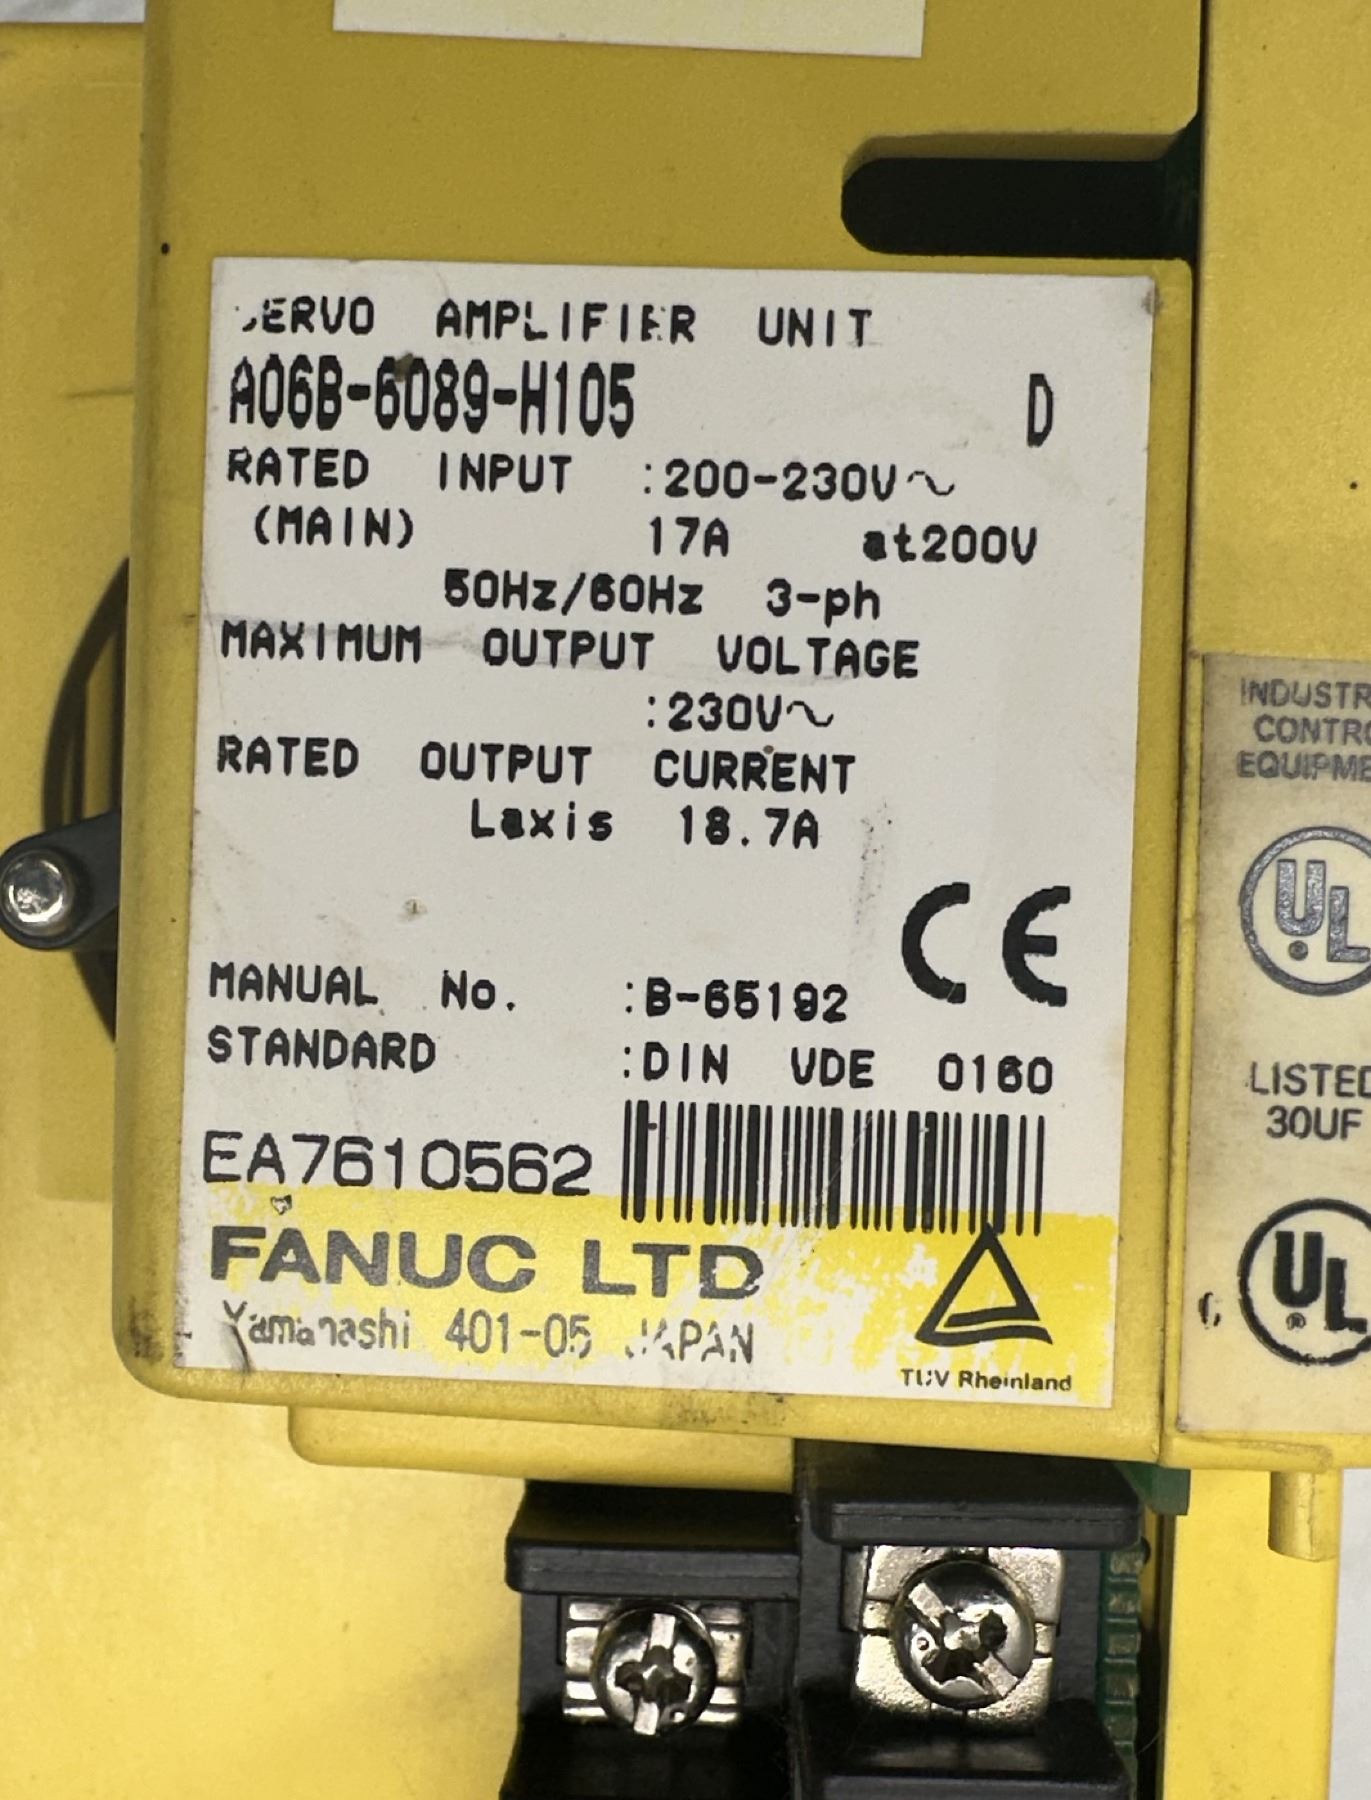 SERVO AMPLIFIER UNIT
A06B-6089-H105 D
RATED INPUT :200-230V~
(MAIN) 17A at200V
50Hz/60Hz 3-ph
MAXIMUM OUTPUT VOLTAGE
:230V~
RATED OUTPUT CURRENT
Laxis 18.7A
CE
MANUAL No. :B-65192
STANDARD :DIN VDE 0160
EA7610562
FANUC LTD
Yamanashi 401-05 JAPAN
TÜV Rheinland
INDUSTR
CONTRO
EQUIPME
UL
LISTED
30UF
UL